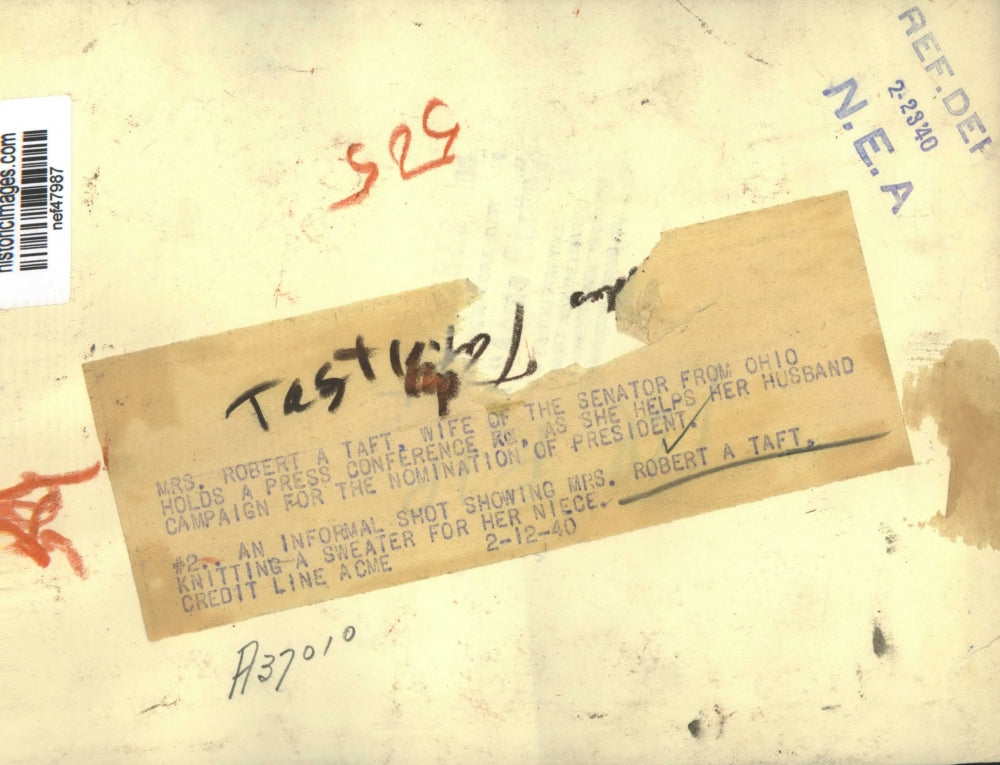 REF. DEP
2-23'40
N. E. A
historicimages.com
nef47987
525
MRS. ROBERT A TAFT, WIFE OF THE SENATOR FROM OHIO
HOLDS A PRESS CONFERENCE RM. AS SHE HELPS HER HUSBAND
CAMPAIGN FOR THE NOMINATION OF PRESIDENT.
#2.. AN INFORMAL SHOT SHOWING MRS. ROBERT A TAFT.
KNITTING A SWEATER FOR HER NIECE.
CREDIT LINE ACME 2-12-40
A37010